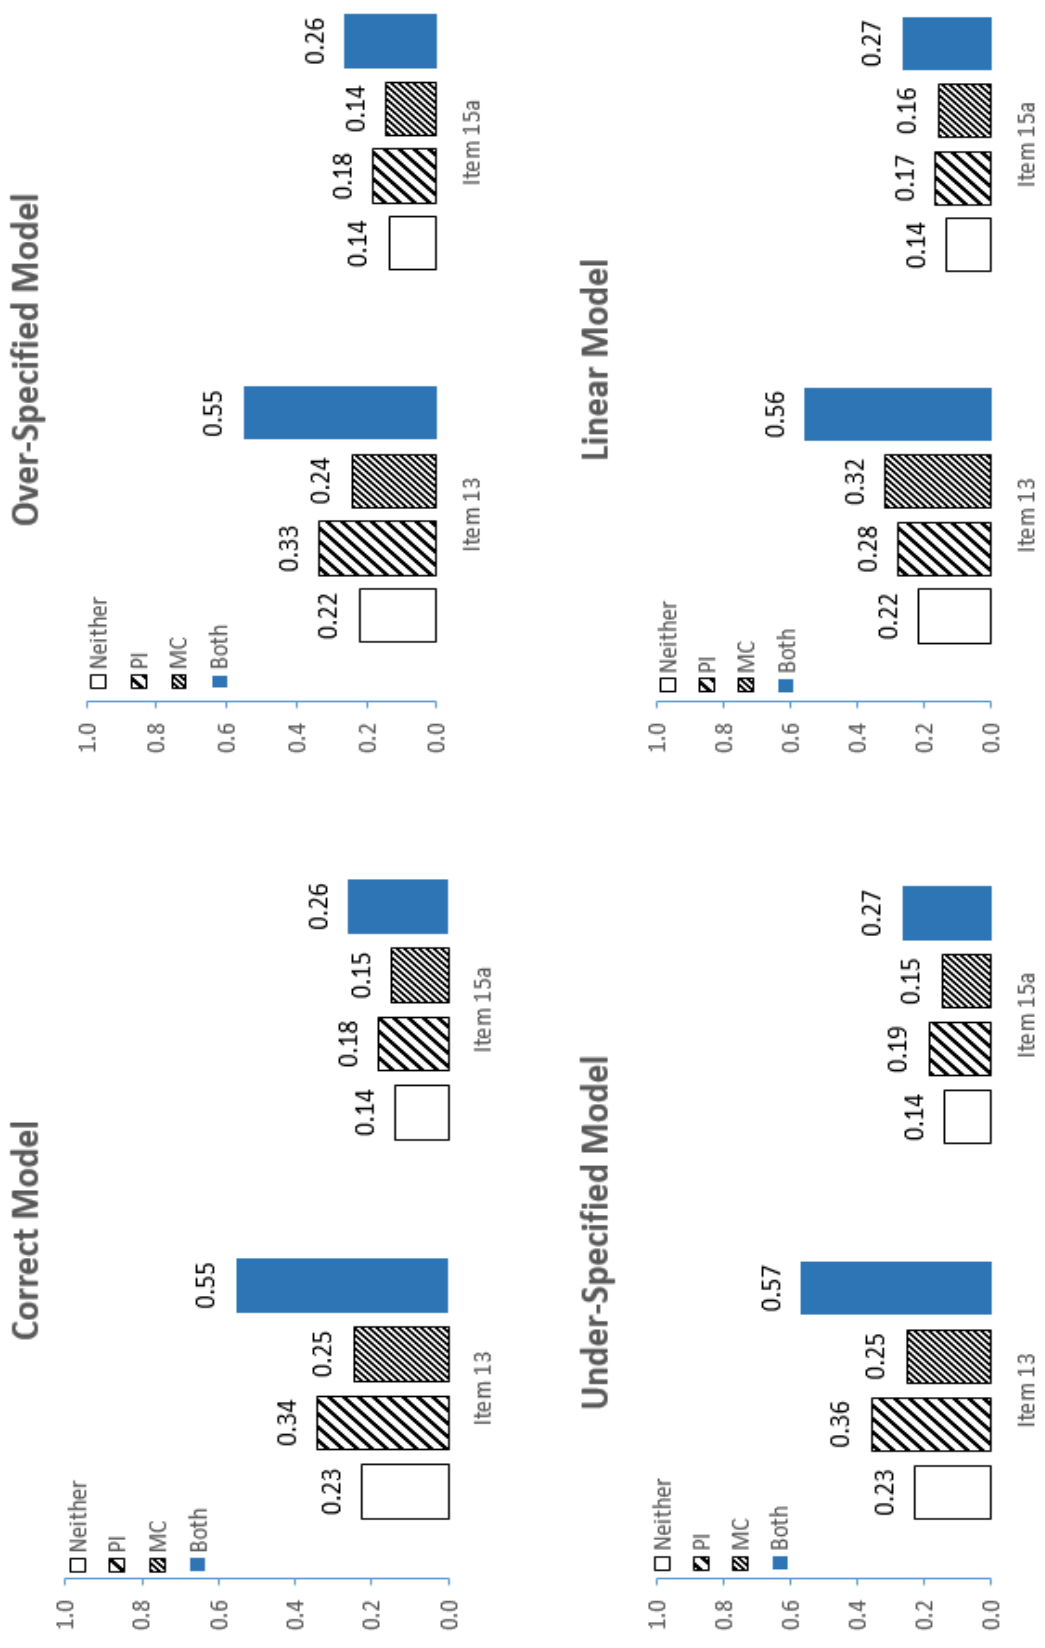 Correct Model
1.0
0.8
0.6
0.4
0.2
0.0
Neither
PI
MC
Both
0.23
0.34
0.25
0.55
0.14
0.18
0.15
0.26
Item 13
Item 15a
Over-Specified Model
1.0
0.8
0.6
0.4
0.2
0.0
Neither
PI
MC
Both
0.22
0.33
0.24
0.55
0.14
0.18
0.14
0.26
Item 13
Item 15a
Under-Specified Model
1.0
0.8
0.6
0.4
0.2
0.0
Neither
PI
MC
Both
0.23
0.36
0.25
0.57
0.14
0.19
0.15
0.27
Item 13
Item 15a
Linear Model
1.0
0.8
0.6
0.4
0.2
0.0
Neither
PI
MC
Both
0.22
0.28
0.32
0.56
0.14
0.17
0.16
0.27
Item 13
Item 15a